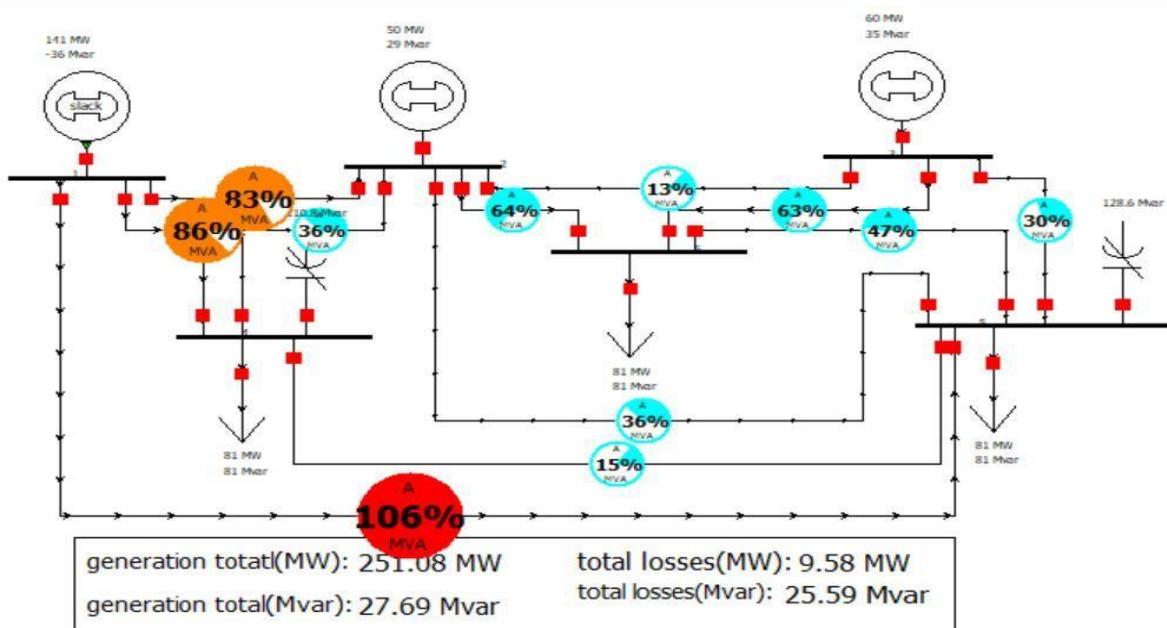 141 MW
-36 Mvar
slack
1
50 MW
29 Mvar
2
60 MW
35 Mvar
A
83%
MVA
A
86%
MVA
36%
MVA
A
64%
MVA
A
13%
MVA
A
63%
MVA
A
47%
MVA
A
30%
MVA
128.6 Mvar
81 MW
81 Mvar
81 MW
81 Mvar
81 MW
81 Mvar
A
36%
MVA
A
15%
MVA
A
106%
MVA
generation totatl(MW): 251.08 MW
total losses(MW): 9.58 MW
generation total(Mvar): 27.69 Mvar
total losses(Mvar): 25.59 Mvar